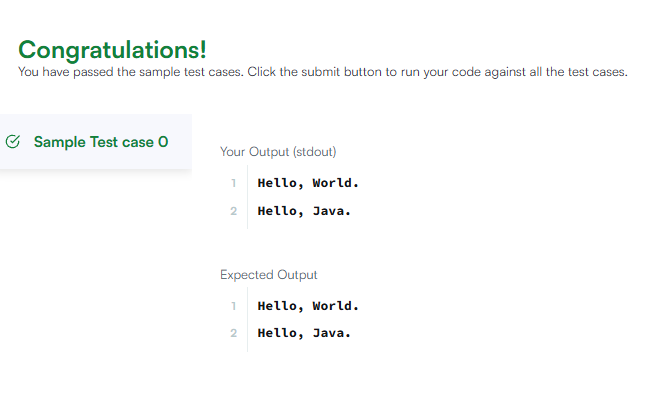 Congratulations!
You have passed the sample test cases. Click the submit button to run your code against all the test cases.
Sample Test case 0
Your Output (stdout)
1 Hello, World.
2 Hello, Java.
Expected Output
1 Hello, World.
2 Hello, Java.